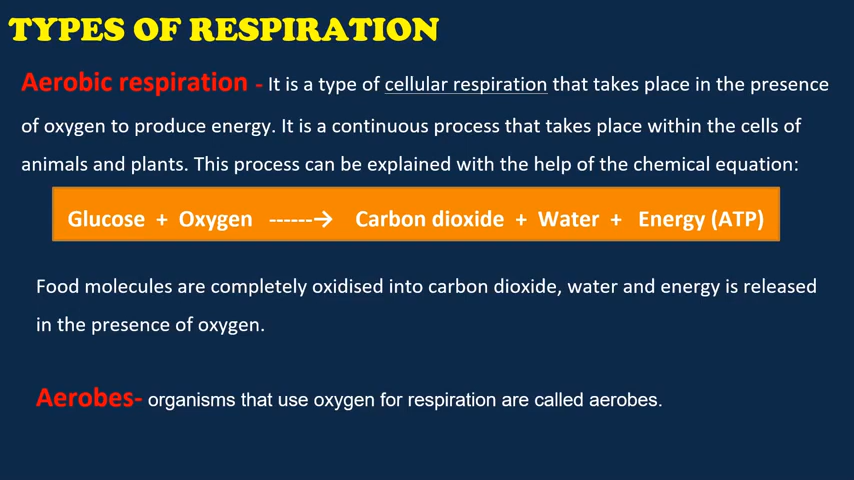 TYPES OF RESPIRATION
Aerobic respiration - It is a type of cellular respiration that takes place in the presence
of oxygen to produce energy. It is a continuous process that takes place within the cells of
animals and plants. This process can be explained with the help of the chemical equation:
Glucose + Oxygen ------→ Carbon dioxide + Water + Energy (ATP)
Food molecules are completely oxidised into carbon dioxide, water and energy is released
in the presence of oxygen.
Aerobes- organisms that use oxygen for respiration are called aerobes.